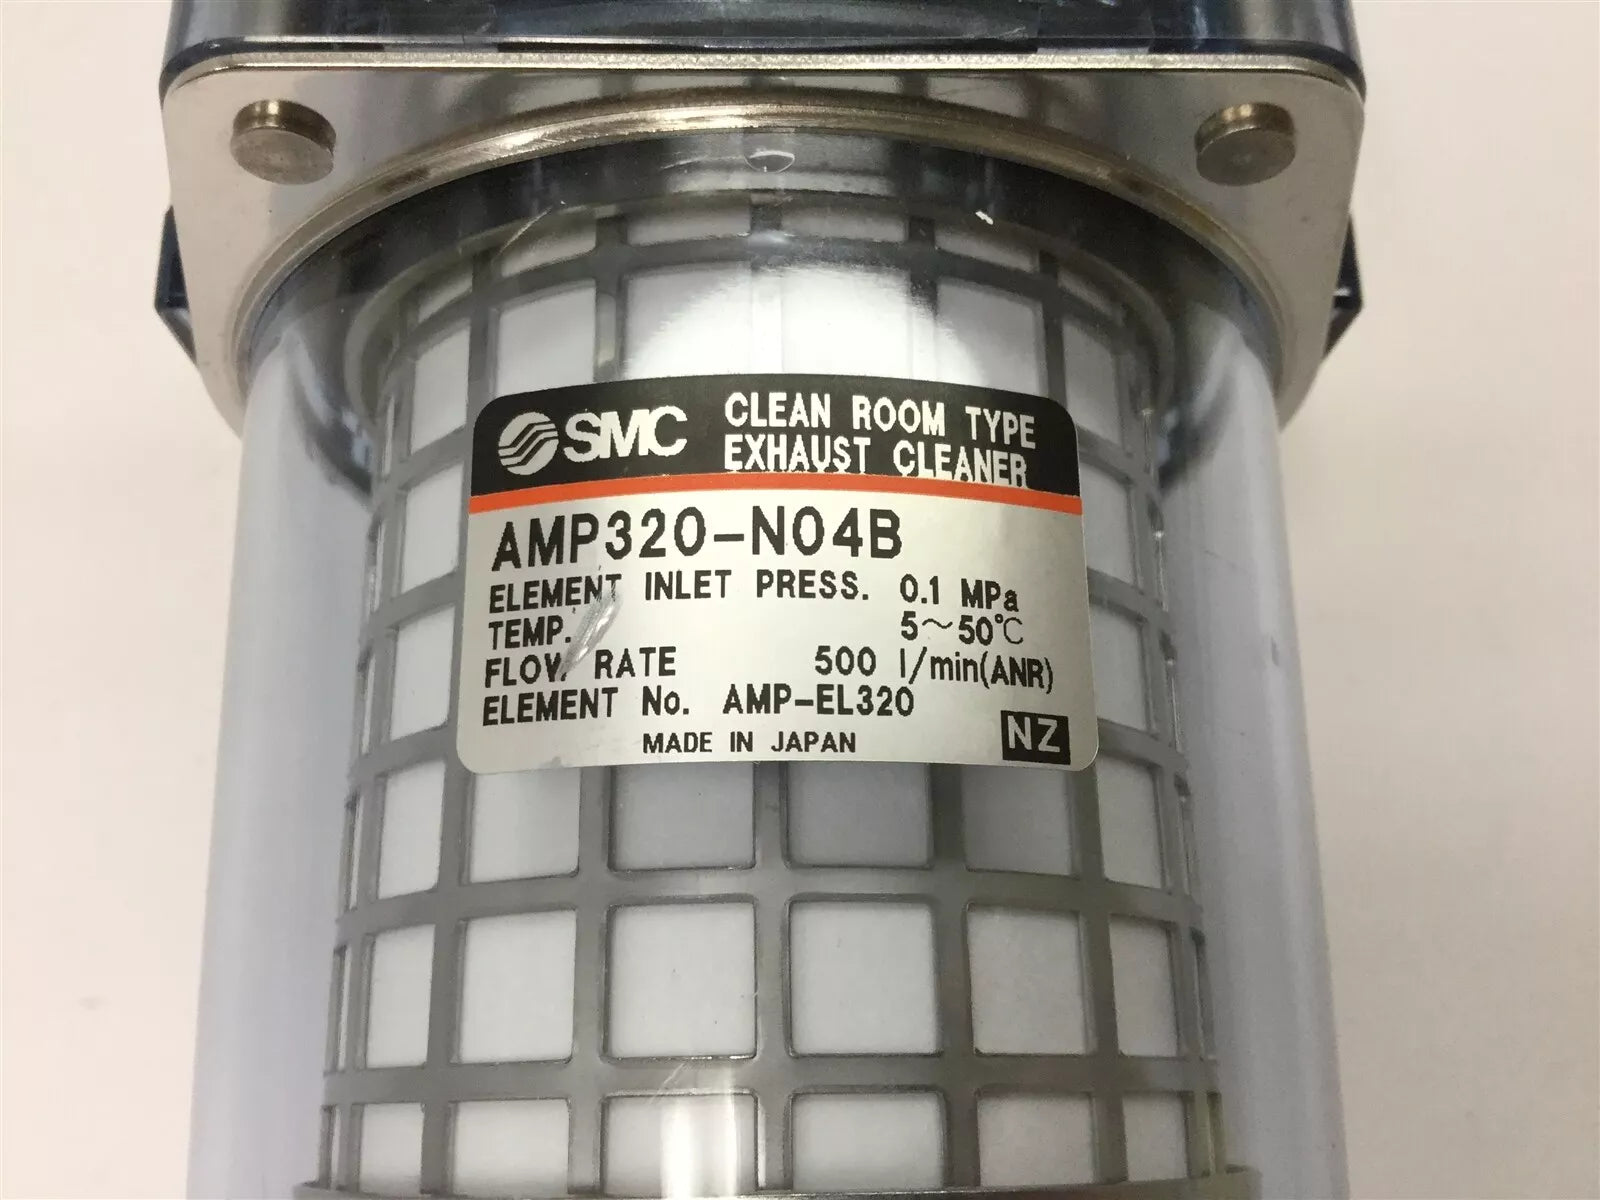 SMC CLEAN ROOM TYPE
EXHAUST CLEANER
AMP320-N04B
ELEMENT INLET PRESS. 0.1 MPa
TEMP. 5～50℃
FLOW RATE 500 l/min(ANR)
ELEMENT No. AMP-EL320
MADE IN JAPAN NZ